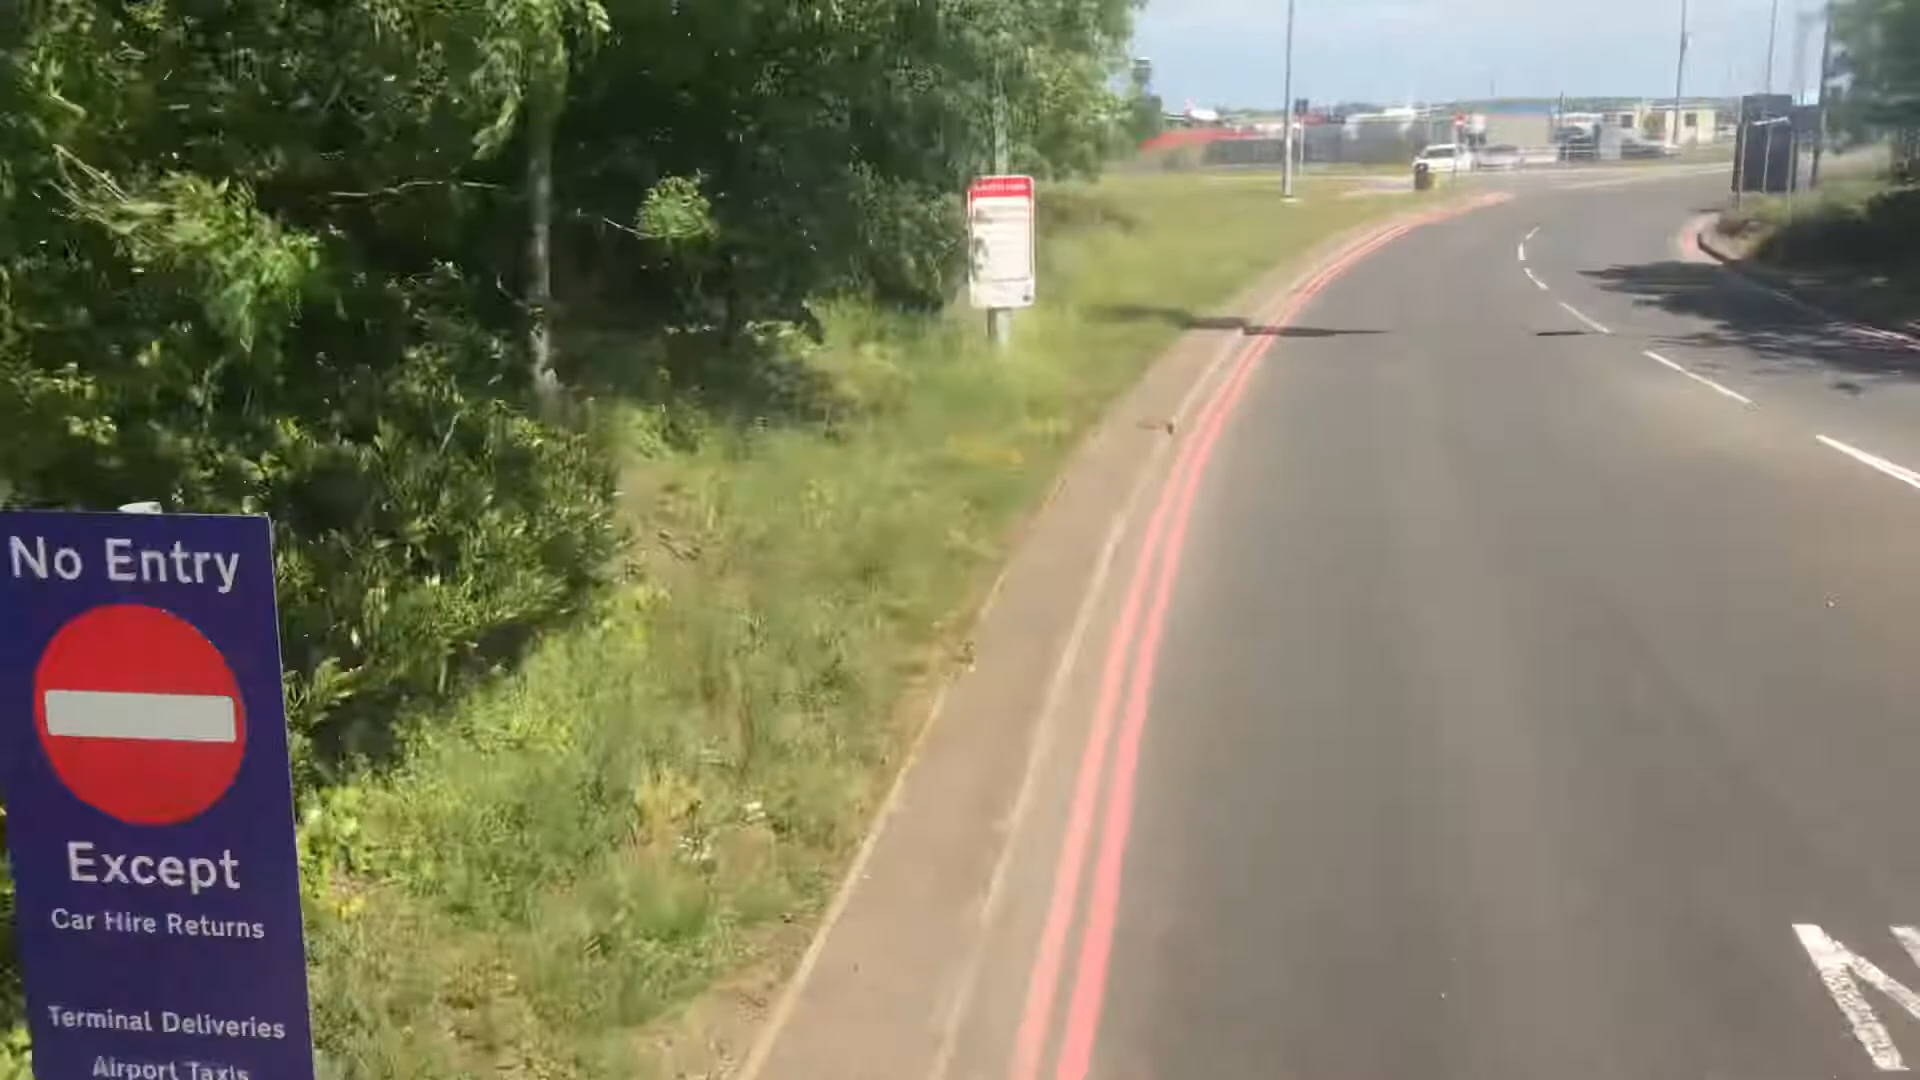 No Entry
Except
Car Hire Returns
Terminal Deliveries
Airport Taxis